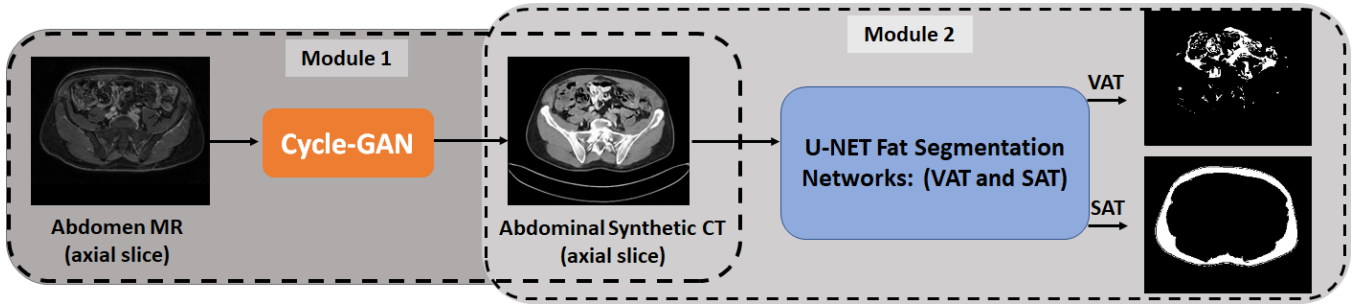 Module 1
Module 2
Cycle-GAN
Abdomen MR
(axial slice)
Abdominal Synthetic CT
(axial slice)
U-NET Fat Segmentation
Networks: (VAT and SAT)
VAT
SAT